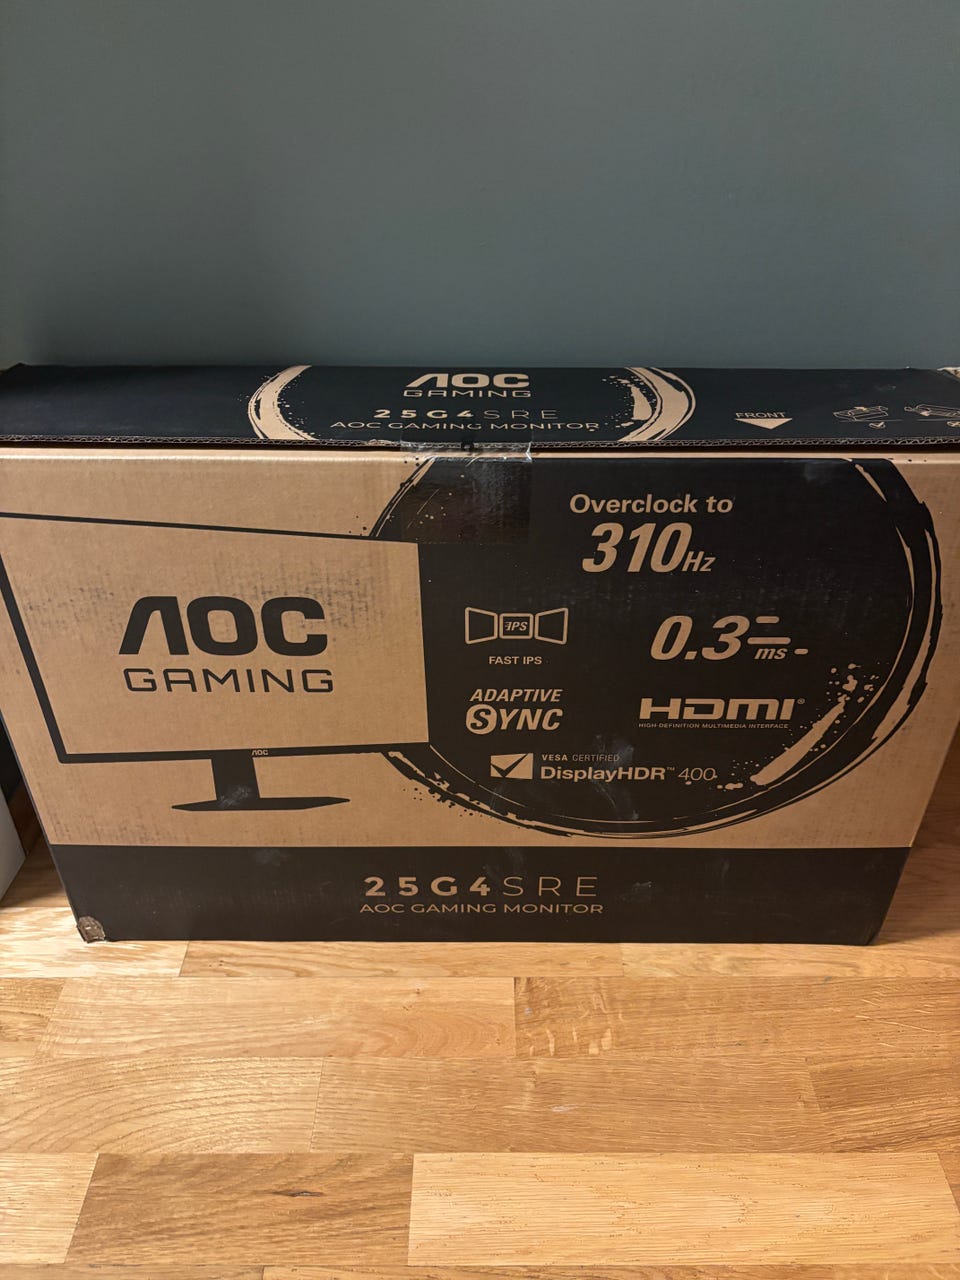 AOC
GAMING
25G4SRE
AOC GAMING MONITOR
FRONT
Overclock to
310Hz
AOC
GAMING
IPS
FAST IPS
0.3ms
ADAPTIVE
SYNC
HDMI®
HIGH-DEFINITION MULTIMEDIA INTERFACE
VESA CERTIFIED
DisplayHDR™ 400
AOC
25G4SRE
AOC GAMING MONITOR